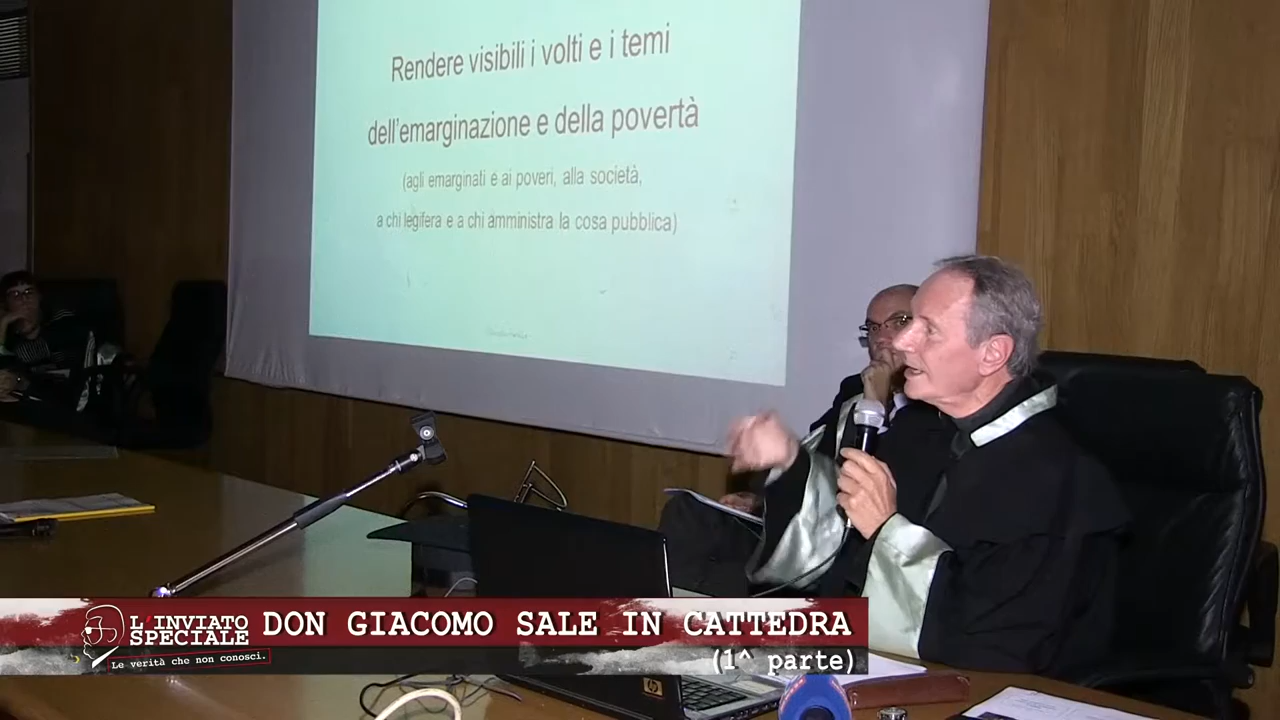 Rendere visibili i volti e i temi
dell'emarginazione e della povertà
(agli emarginati e ai poveri, alla società,
a chi legifera e a chi amministra la cosa pubblica)
L'INVIATO
SPECIALE
Le verità che non conosci.
DON GIACOMO SALE IN CATTEDRA
(1^ parte)
hp